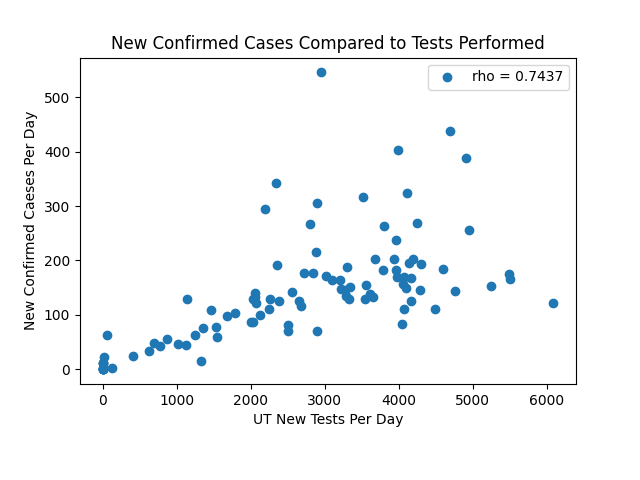 New Confirmed Cases Compared to Tests Performed
rho = 0.7437
500
400
300
200
100
0
New Confirmed Caeses Per Day
0 1000 2000 3000 4000 5000 6000
UT New Tests Per Day